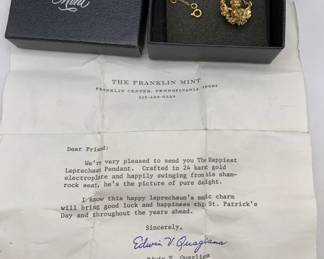 Mint
THE FRANKLIN MINT
FRANKLIN CENTER, PENNSYLVANIA 19091
Dear Friend:
We're very pleased to send you The Happiest
Leprechaun Pendant. Crafted in 24 karat gold
electroplate and happily swinging from his sham-
rock seat, he's the picture of pure delight.
I know this happy leprechaun's magic charm
will bring good luck and happiness this St. Patrick's
Day and throughout the years ahead.
Sincerely,
Edwin V. Quagliana